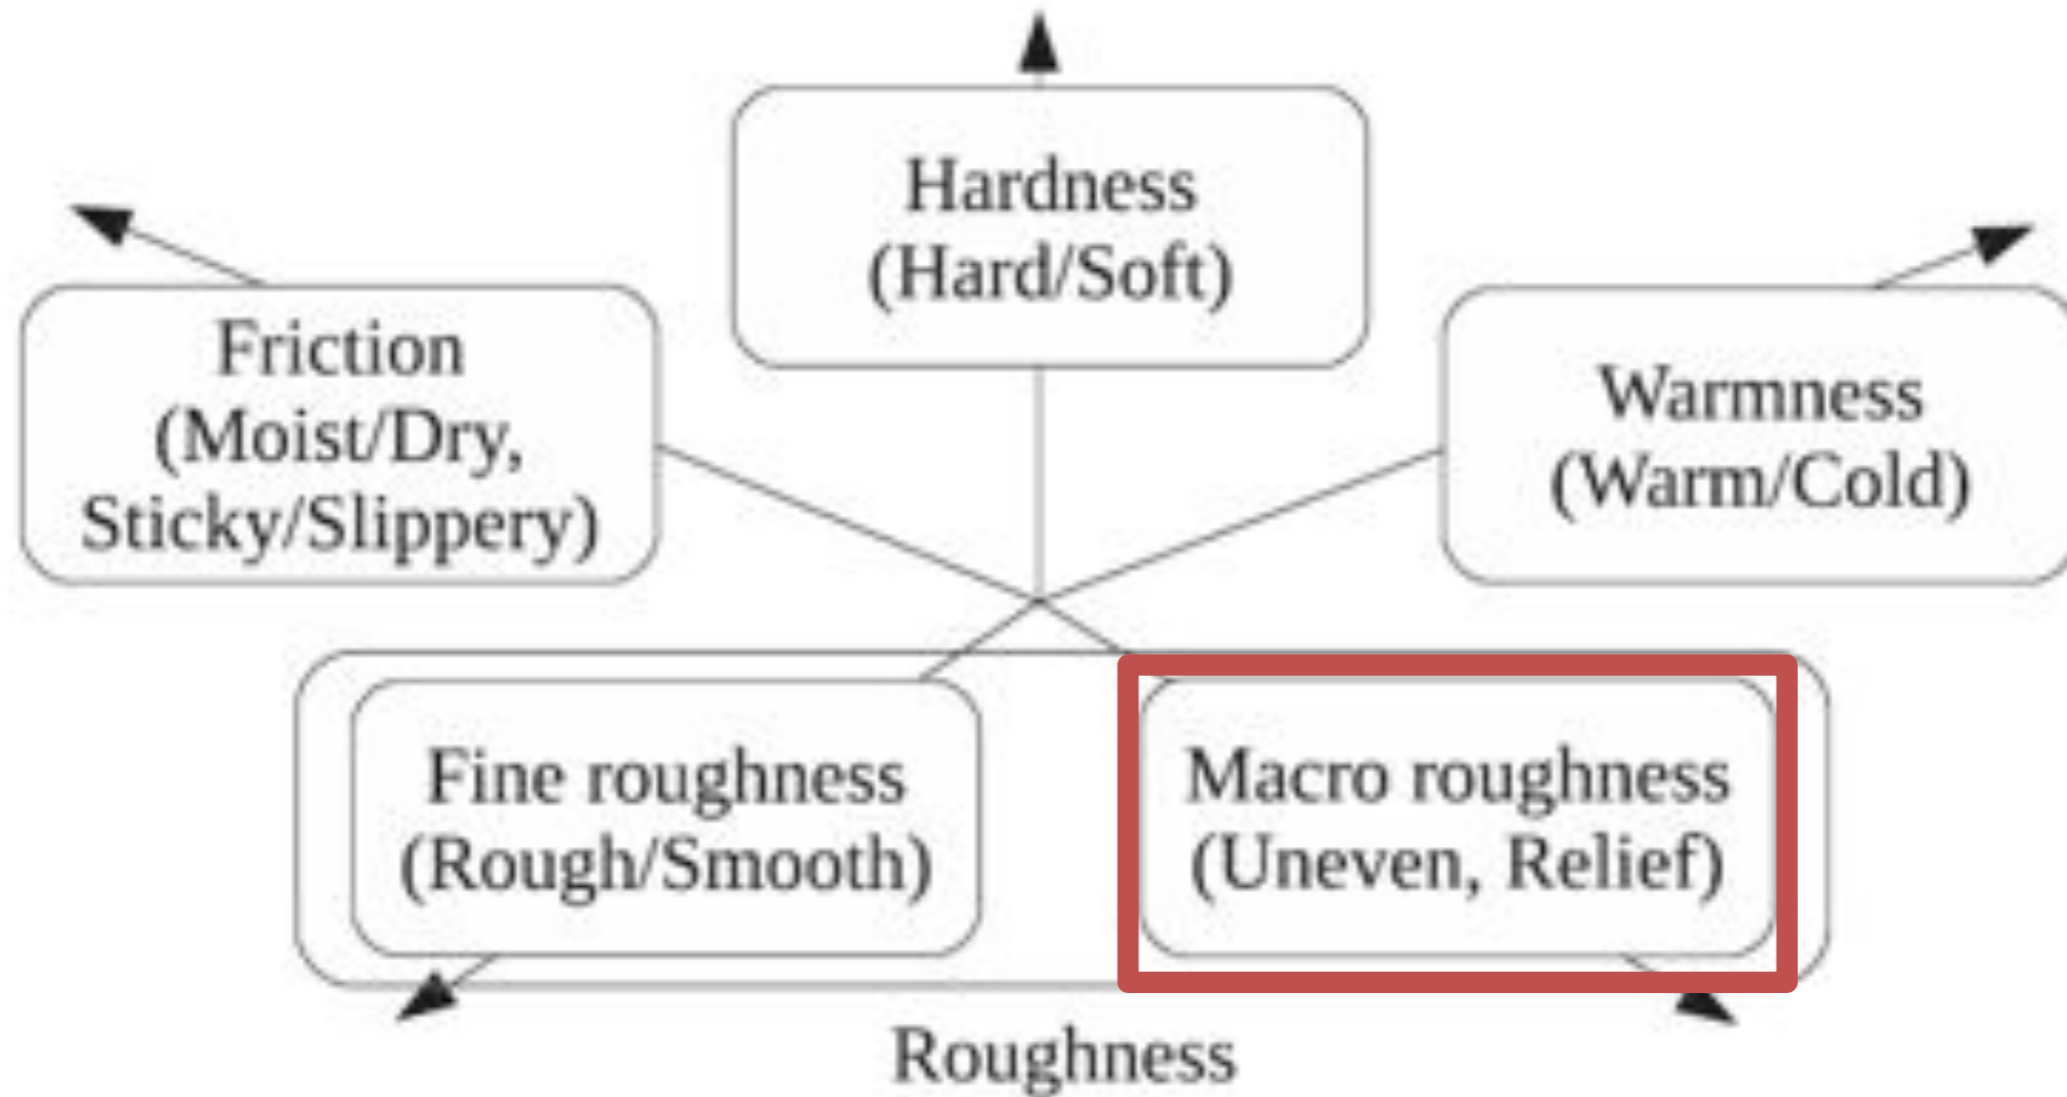 Hardness
(Hard/Soft)
Friction
(Moist/Dry,
Sticky/Slippery)
Warmness
(Warm/Cold)
Fine roughness
(Rough/Smooth)
Macro roughness
(Uneven, Relief)
Roughness